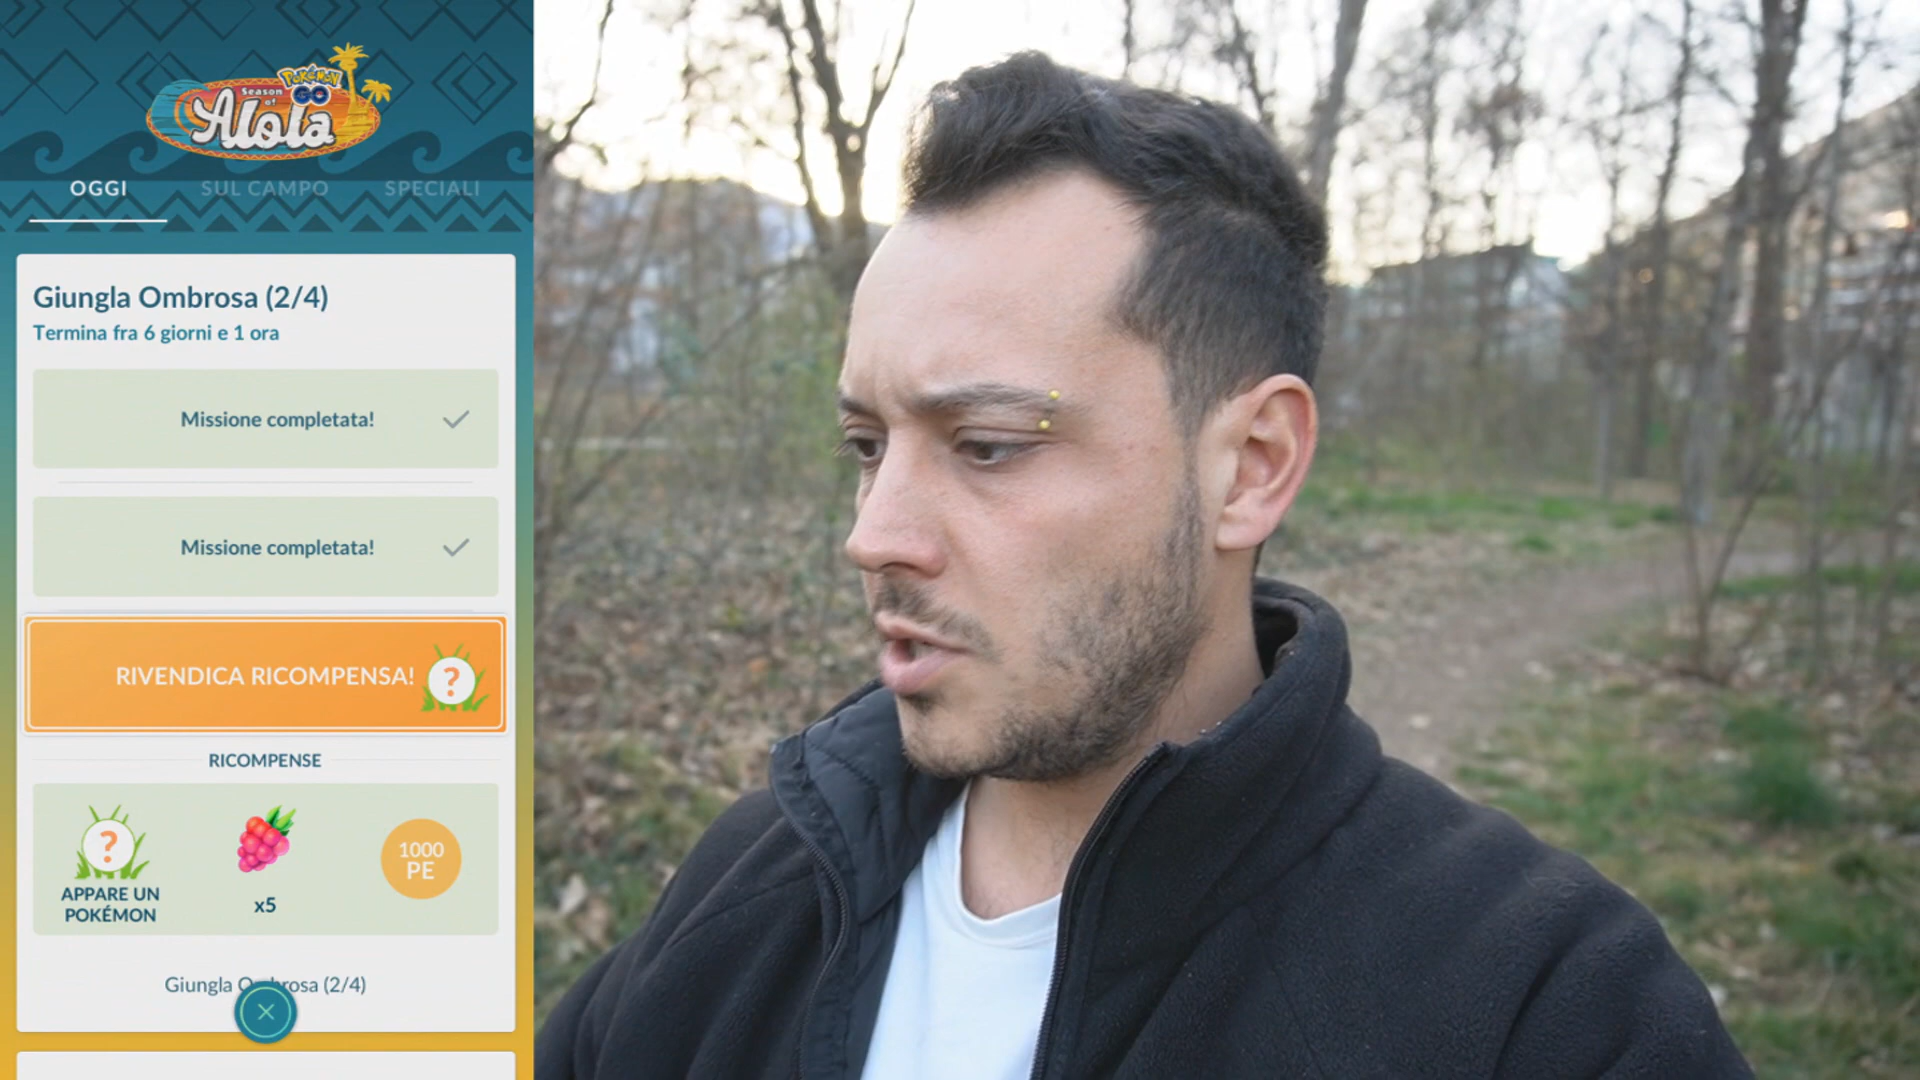 Pokémon GO
Season of
Alola
OGGI
SUL CAMPO
SPECIALI
Giungla Ombrosa (2/4)
Termina fra 6 giorni e 1 ora
Missione completata!
Missione completata!
RIVENDICA RICOMPENSA!
?
RICOMPENSE
?
APPARE UN
POKÉMON
x5
1000
PE
Giungla Ombrosa (2/4)